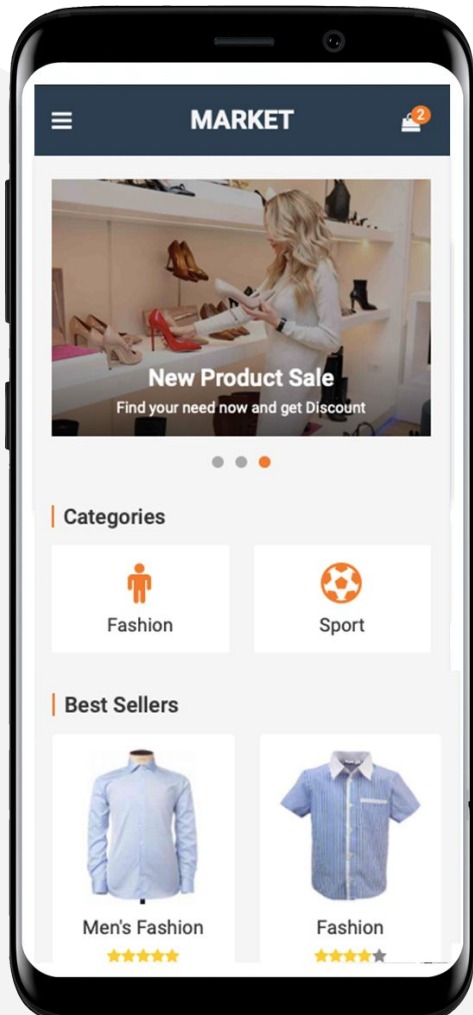 MARKET
2
New Product Sale
Find your need now and get Discount
Categories
Fashion
Sport
Best Sellers
Men's Fashion
Fashion